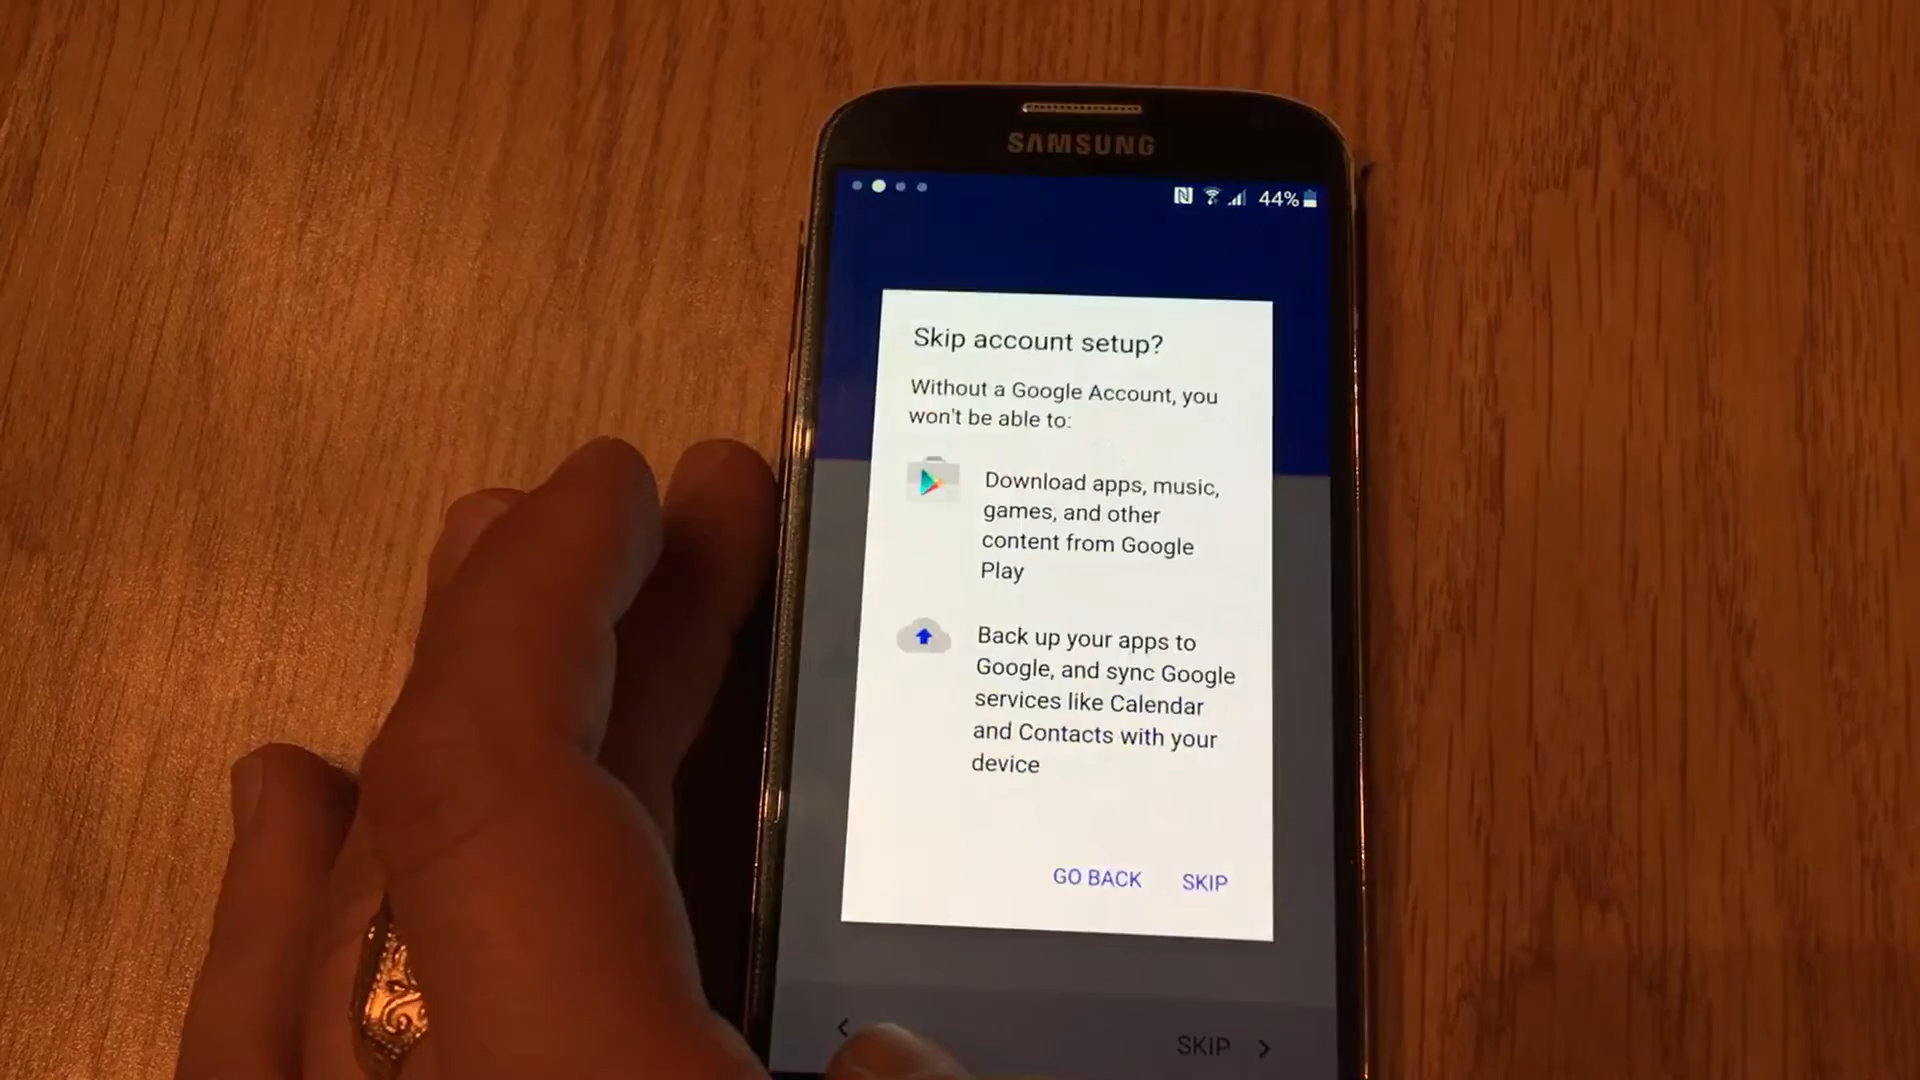 SAMSUNG
44%
Skip account setup?
Without a Google Account, you
won't be able to:
Download apps, music,
games, and other
content from Google
Play
Back up your apps to
Google, and sync Google
services like Calendar
and Contacts with your
device
GO BACK SKIP
SKIP